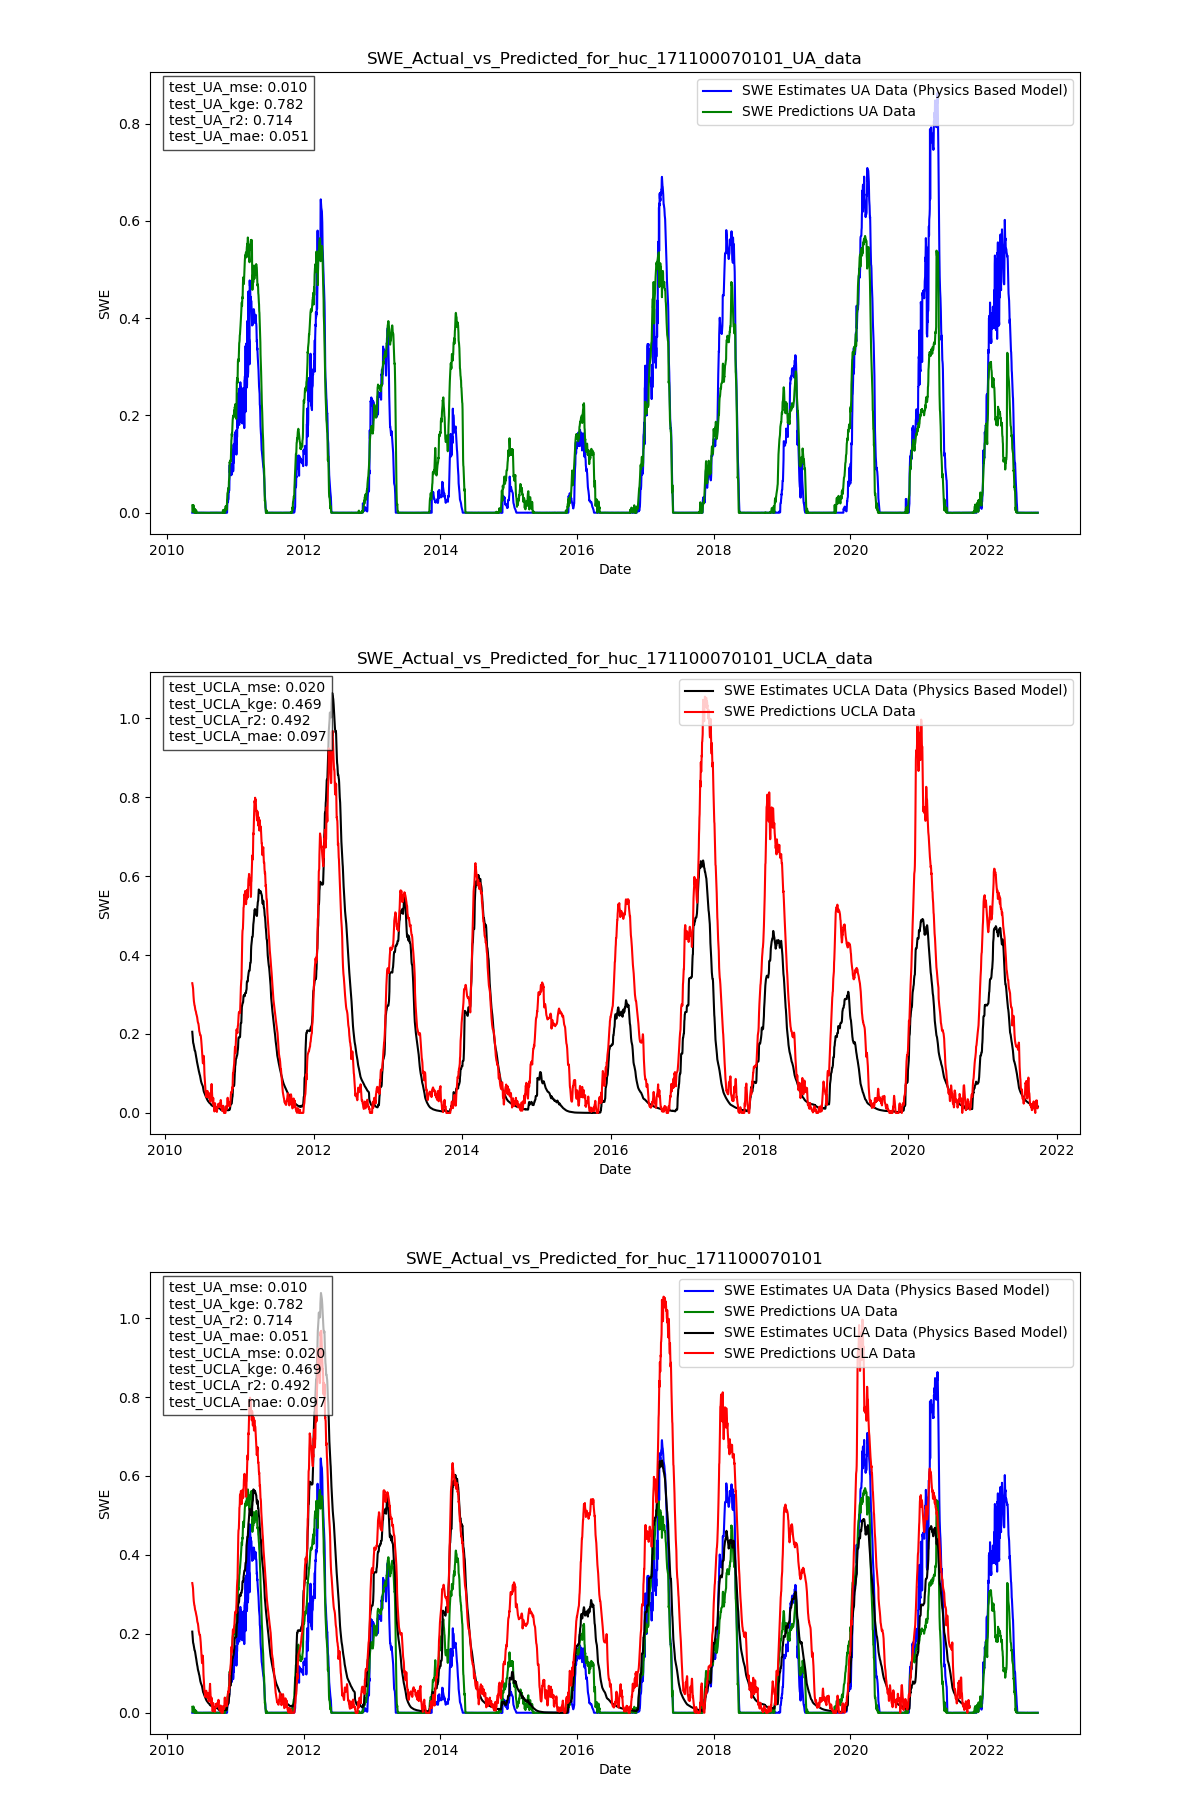 SWE_Actual_vs_Predicted_for_huc_171100070101_UA_data
test_UA_mse: 0.010
test_UA_kge: 0.782
test_UA_r2: 0.714
test_UA_mae: 0.051
SWE Estimates UA Data (Physics Based Model)
SWE Predictions UA Data
0.8
0.6
0.4
0.2
0.0
SWE
2010 2012 2014 2016 2018 2020 2022
Date
SWE_Actual_vs_Predicted_for_huc_171100070101_UCLA_data
test_UCLA_mse: 0.020
test_UCLA_kge: 0.469
test_UCLA_r2: 0.492
test_UCLA_mae: 0.097
SWE Estimates UCLA Data (Physics Based Model)
SWE Predictions UCLA Data
1.0
0.8
0.6
0.4
0.2
0.0
SWE
2010 2012 2014 2016 2018 2020 2022
Date
SWE_Actual_vs_Predicted_for_huc_171100070101
test_UA_mse: 0.010
test_UA_kge: 0.782
test_UA_r2: 0.714
test_UA_mae: 0.051
test_UCLA_mse: 0.020
test_UCLA_kge: 0.469
test_UCLA_r2: 0.492
test_UCLA_mae: 0.097
SWE Estimates UA Data (Physics Based Model)
SWE Predictions UA Data
SWE Estimates UCLA Data (Physics Based Model)
SWE Predictions UCLA Data
1.0
0.8
0.6
0.4
0.2
0.0
SWE
2010 2012 2014 2016 2018 2020 2022
Date